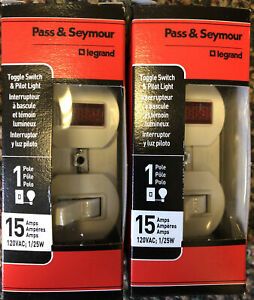 Pass & Seymour
legrand
Toggle Switch
& Pilot Light
Interrupteur
à bascule
et témoin
lumineux
Interruptor
y luz piloto
1 Pole
Pôle
Polo
15 Amps
Ampères
Amps
120VAC; 1/25W
Pass & Seymour
legrand
Toggle Switch
& Pilot Light
Interrupteur
à bascule
et témoin
lumineux
Interruptor
y luz piloto
1 Pole
Pôle
Polo
15 Amps
Ampères
Amps
120VAC; 1/25W